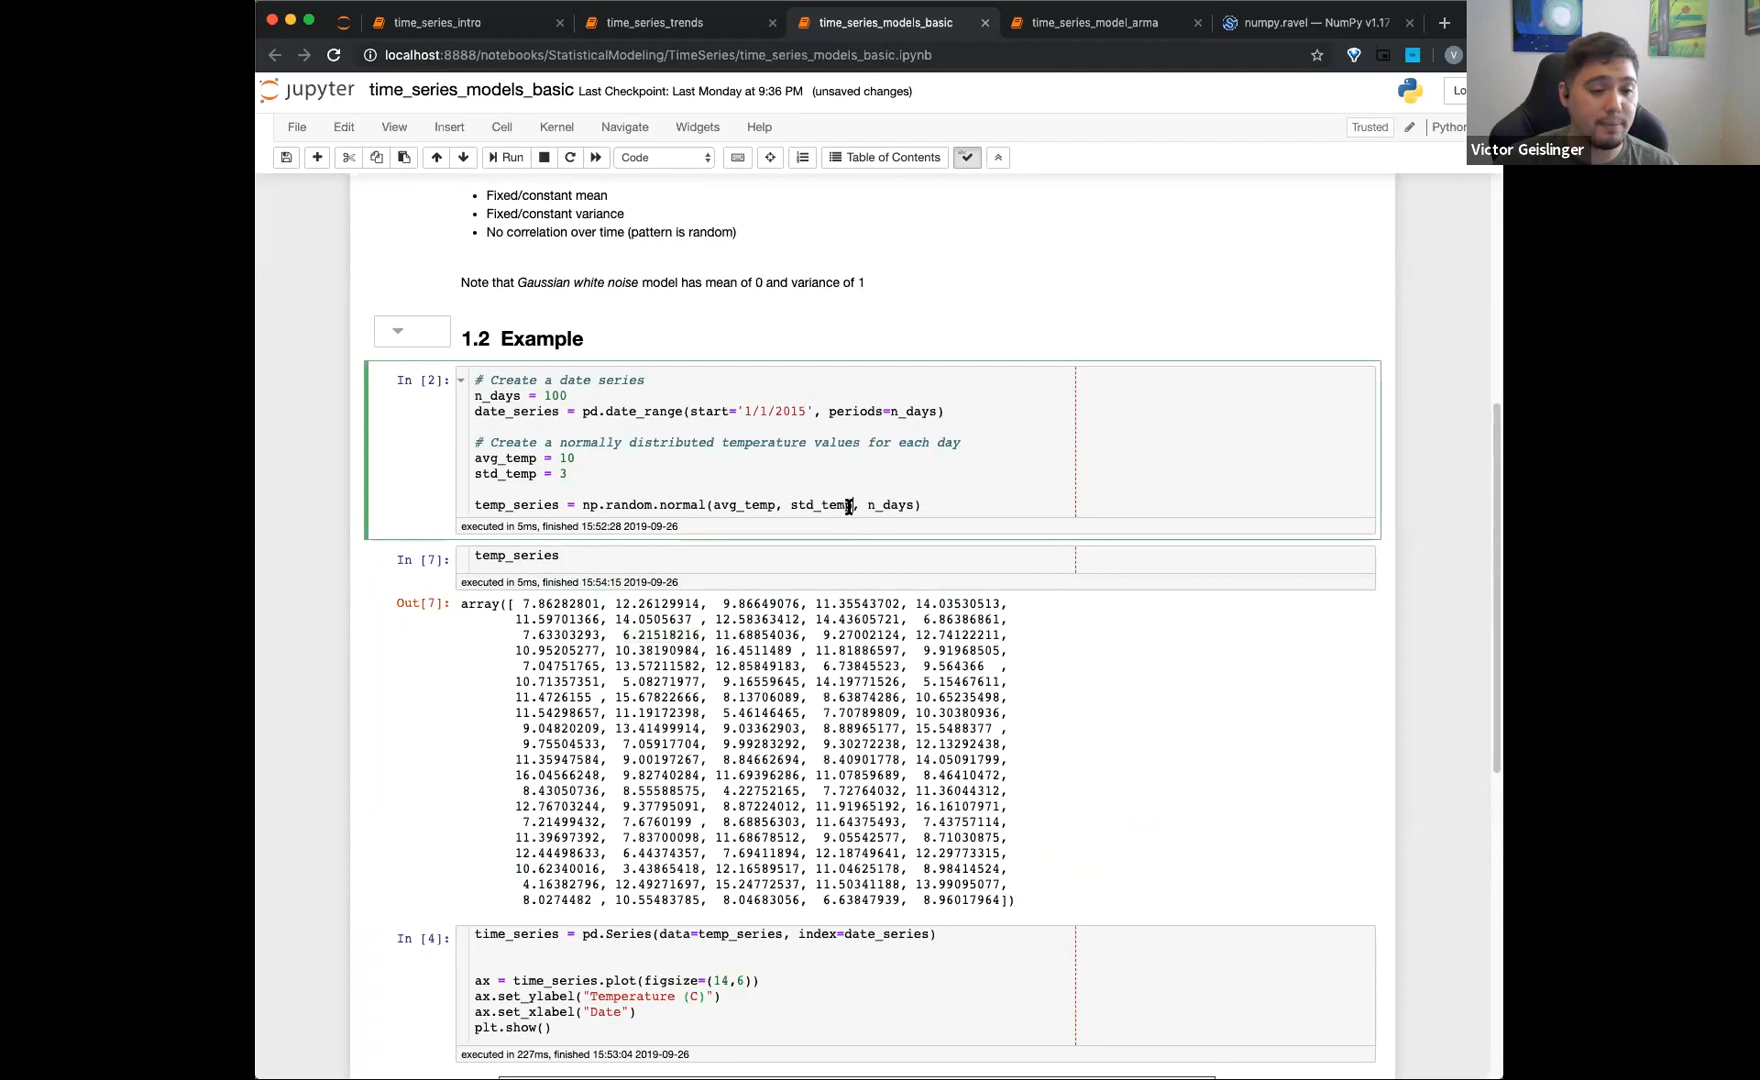 time_series_intro × time_series_trends × time_series_models_basic × time_series_model_arma × numpy.ravel — NumPy v1.17 × +
localhost:8888/notebooks/StatisticalModeling/TimeSeries/time_series_models_basic.ipynb V
jupyter time_series_models_basic Last Checkpoint: Last Monday at 9:36 PM (unsaved changes) Lo
File Edit View Insert Cell Kernel Navigate Widgets Help Trusted Python
Victor Geislinger
Run Code Table of Contents
• Fixed/constant mean
• Fixed/constant variance
• No correlation over time (pattern is random)
Note that Gaussian white noise model has mean of 0 and variance of 1
1.2 Example
In [2]: # Create a date series
n_days = 100
date_series = pd.date_range(start='1/1/2015', periods=n_days)
# Create a normally distributed temperature values for each day
avg_temp = 10
std_temp = 3
temp_series = np.random.normal(avg_temp, std_temp, n_days)
executed in 5ms, finished 15:52:28 2019-09-26
In [7]: temp_series
executed in 5ms, finished 15:54:15 2019-09-26
Out[7]: array([ 7.86282801, 12.26129914, 9.86649076, 11.35543702, 14.03530513,
11.59701366, 14.0505637 , 12.58363412, 14.43605721, 6.86386861,
7.63303293, 6.21518216, 11.68854036, 9.27002124, 12.74122211,
10.95205277, 10.38190984, 16.4511489 , 11.81886597, 9.91968505,
7.04751765, 13.57211582, 12.85849183, 6.73845523, 9.564366 ,
10.71357351, 5.08271977, 9.16559645, 14.19771526, 5.15467611,
11.4726155 , 15.67822666, 8.13706089, 8.63874286, 10.65235498,
11.54298657, 11.19172398, 5.46146465, 7.70789809, 10.30380936,
9.04820209, 13.41499914, 9.03362903, 8.88965177, 15.5488377 ,
9.75504533, 7.05917704, 9.99283292, 9.30272238, 12.13292438,
11.35947584, 9.00197267, 8.84662694, 8.40901778, 14.05091799,
16.04566248, 9.82740284, 11.69396286, 11.07859689, 8.46410472,
8.43050736, 8.55588575, 4.22752165, 7.72764032, 11.36044312,
12.76703244, 9.37795091, 8.87224012, 11.91965192, 16.16107971,
7.21499432, 7.6760199 , 8.68856303, 11.64375493, 7.43757114,
11.39697392, 7.83700098, 11.68678512, 9.05542577, 8.71030875,
12.44498633, 6.44374357, 7.69411894, 12.18749641, 12.29773315,
10.62340016, 3.43865418, 12.16589517, 11.04625178, 8.98414524,
4.16382796, 12.49271697, 15.24772537, 11.50341188, 13.99095077,
8.0274482 , 10.55483785, 8.04683056, 6.63847939, 8.96017964])
In [4]: time_series = pd.Series(data=temp_series, index=date_series)
ax = time_series.plot(figsize=(14,6))
ax.set_ylabel("Temperature (C)")
ax.set_xlabel("Date")
plt.show()
executed in 227ms, finished 15:53:04 2019-09-26